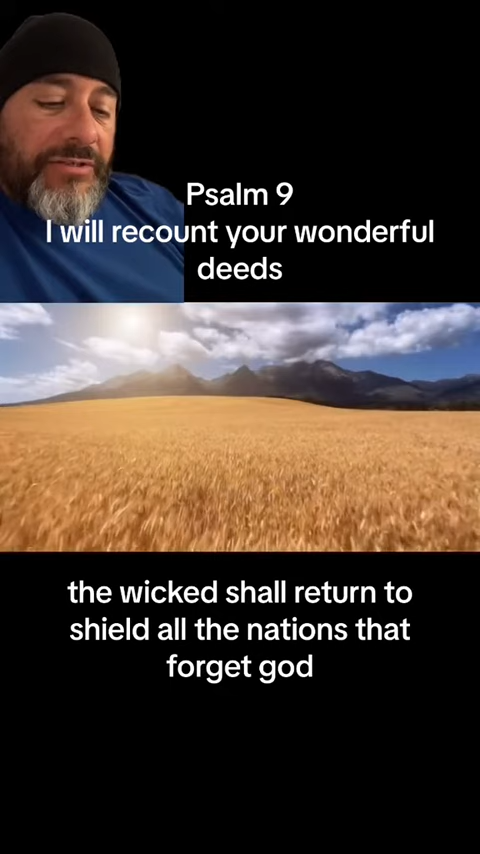 Psalm 9
I will recount your wonderful
deeds
the wicked shall return to
shield all the nations that
forget god